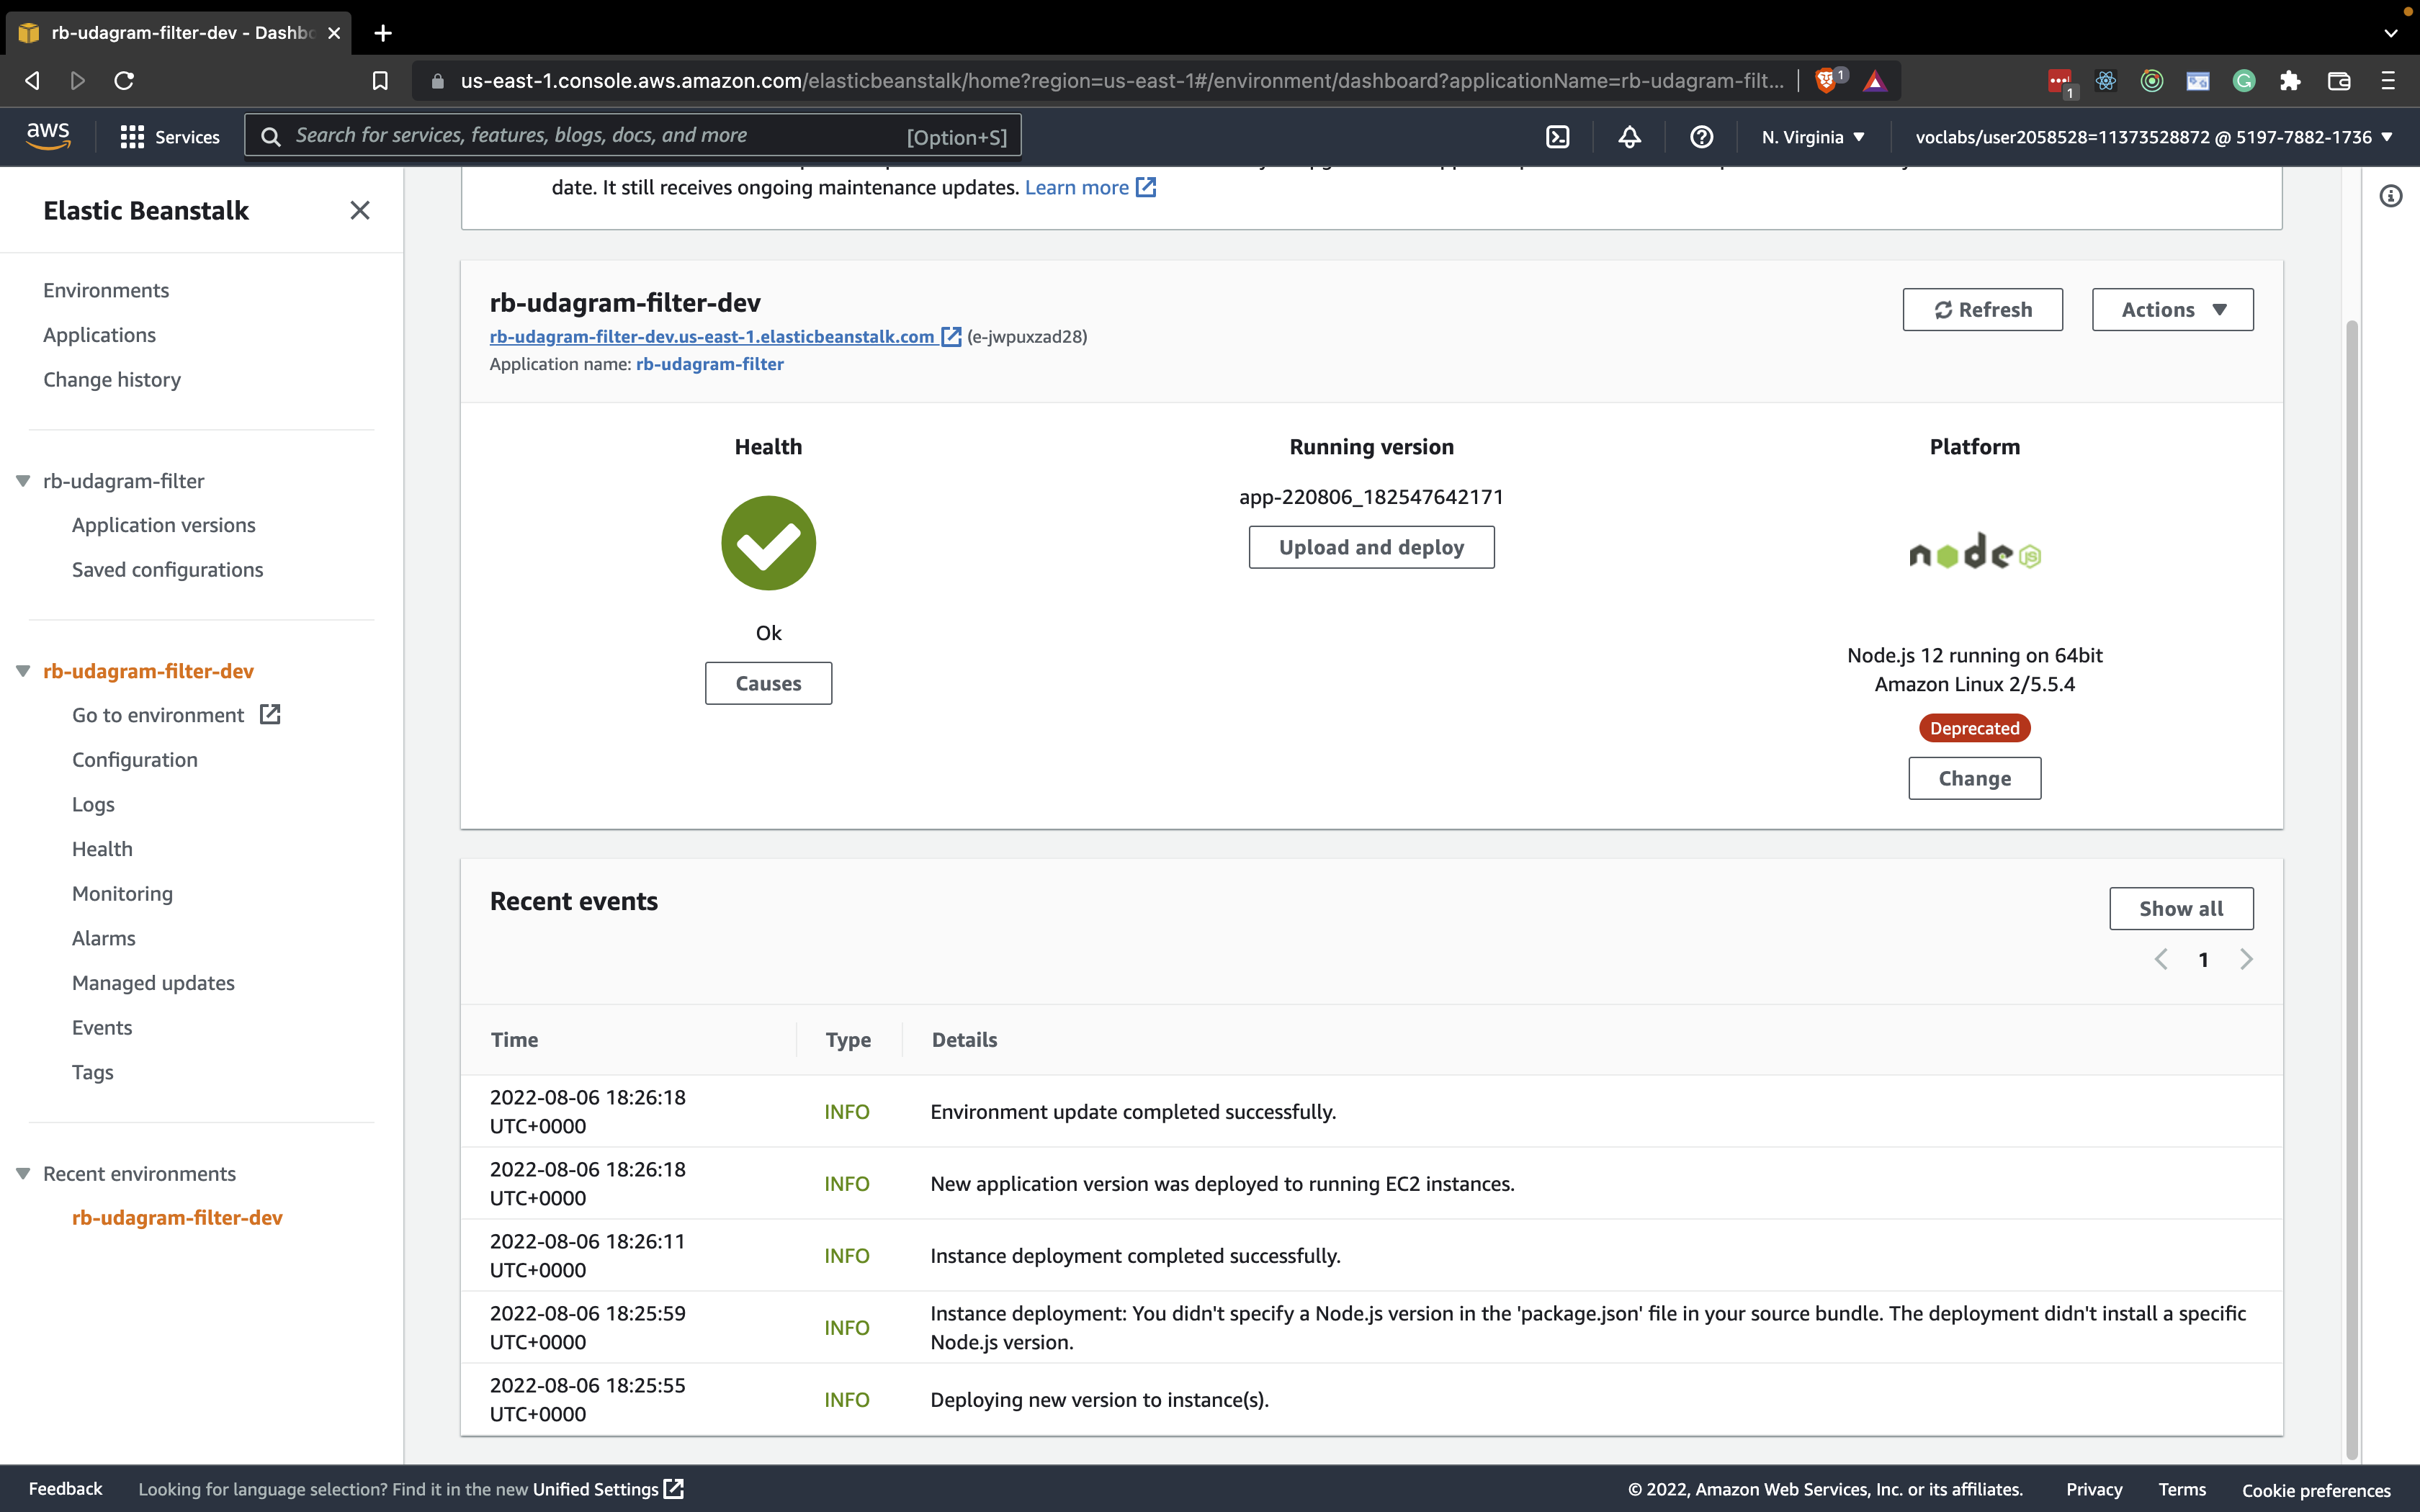 rb-udagram-filter-dev - Dashbo
us-east-1.console.aws.amazon.com/elasticbeanstalk/home?region=us-east-1#/environment/dashboard?applicationName=rb-udagram-filt...
1
1
aws
Services
Search for services, features, blogs, docs, and more
[Option+S]
N. Virginia
voclabs/user2058528=11373528872 @ 5197-7882-1736
Elastic Beanstalk
Environments
Applications
Change history
rb-udagram-filter
Application versions
Saved configurations
rb-udagram-filter-dev
Go to environment
Configuration
Logs
Health
Monitoring
Alarms
Managed updates
Events
Tags
Recent environments
rb-udagram-filter-dev
date. It still receives ongoing maintenance updates. Learn more
rb-udagram-filter-dev
rb-udagram-filter-dev.us-east-1.elasticbeanstalk.com (e-jwpuxzad28)
Application name: rb-udagram-filter
Refresh
Actions
Health
Ok
Causes
Running version
app-220806_182547642171
Upload and deploy
Platform
node JS
Node.js 12 running on 64bit
Amazon Linux 2/5.5.4
Deprecated
Change
Recent events
Show all
1
Time Type Details
2022-08-06 18:26:18
UTC+0000
INFO
Environment update completed successfully.
2022-08-06 18:26:18
UTC+0000
INFO
New application version was deployed to running EC2 instances.
2022-08-06 18:26:11
UTC+0000
INFO
Instance deployment completed successfully.
2022-08-06 18:25:59
UTC+0000
INFO
Instance deployment: You didn't specify a Node.js version in the 'package.json' file in your source bundle. The deployment didn't install a specific
Node.js version.
2022-08-06 18:25:55
UTC+0000
INFO
Deploying new version to instance(s).
Feedback
Looking for language selection? Find it in the new Unified Settings
© 2022, Amazon Web Services, Inc. or its affiliates.
Privacy
Terms
Cookie preferences